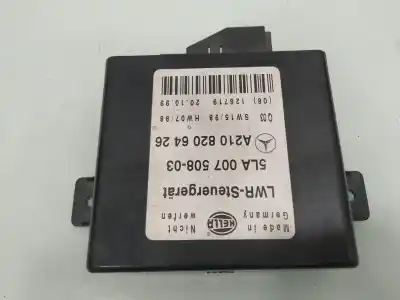 Made in Germany
HELLA
Nicht werfen
LWR-Steuergerät
5LA 007 508-03
A210 820 64 26
SW15/98 HW07/98
(06) 126719 20.10.99